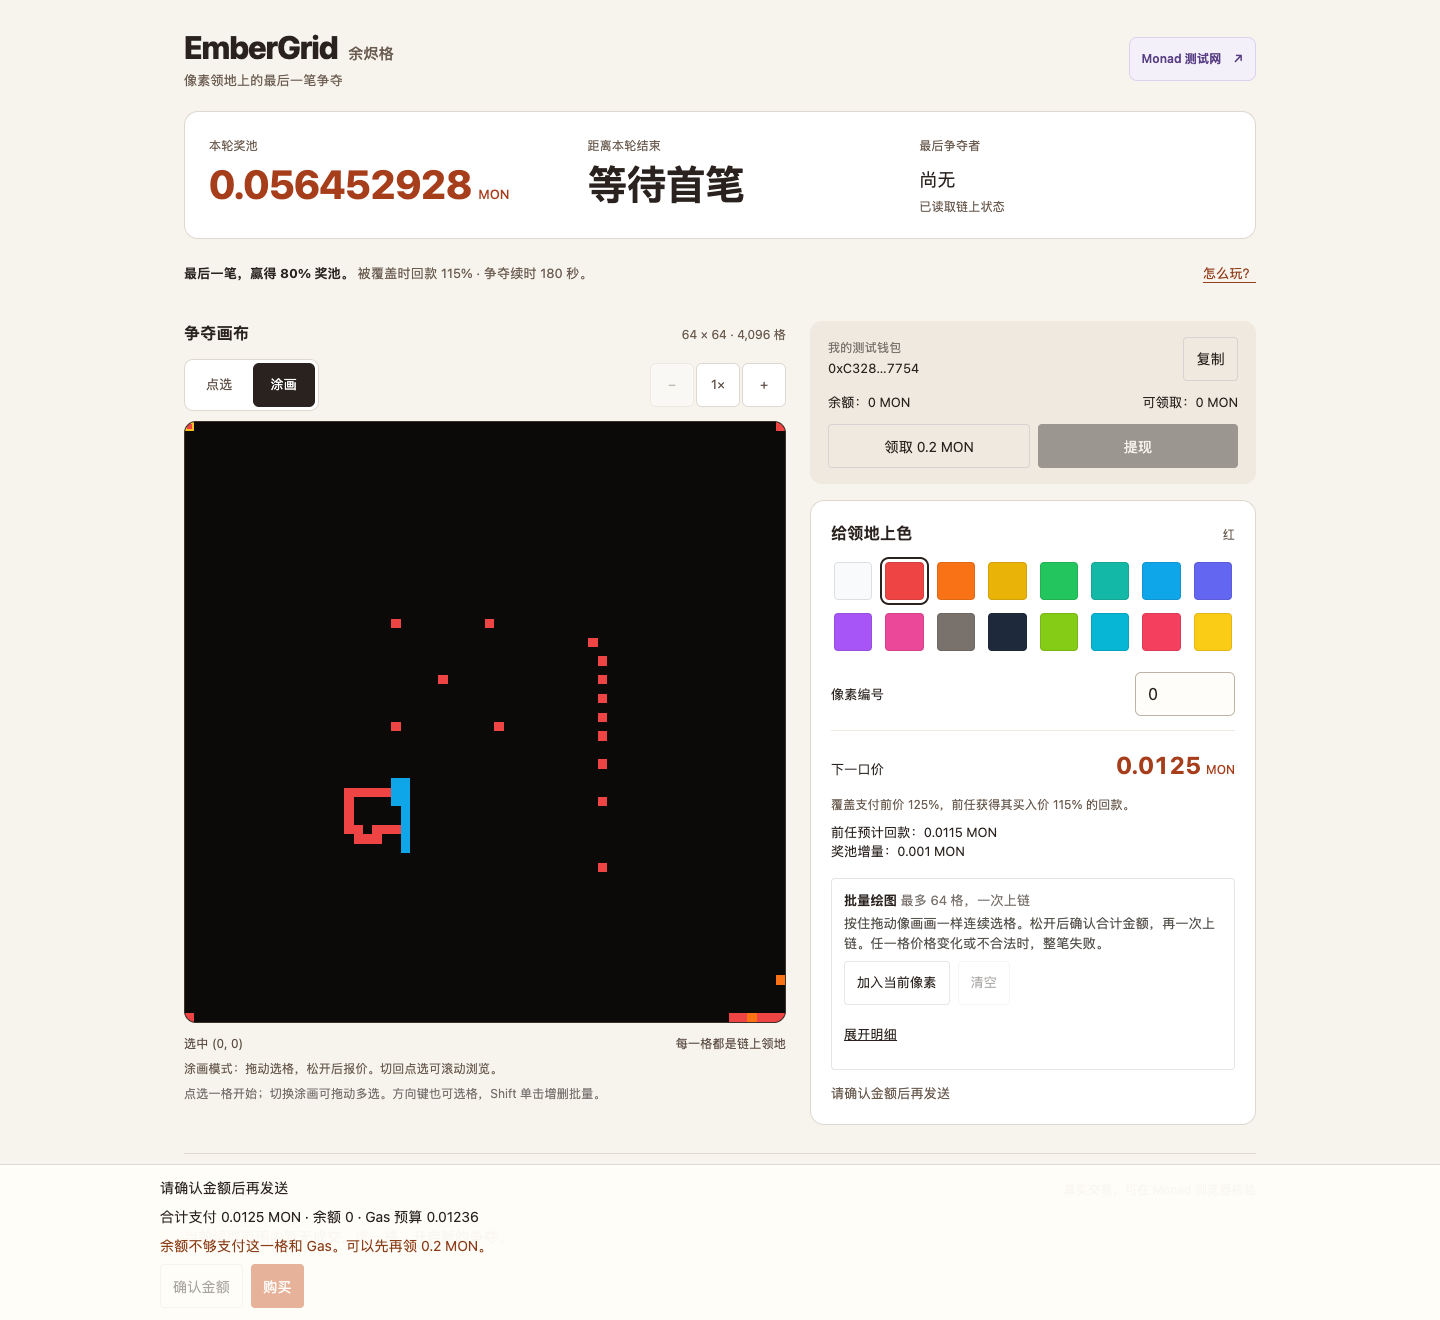 EmberGrid 余烬格
像素领地上的最后一笔争夺
Monad 测试网 ↗
本轮奖池
0.056452928 MON
距离本轮结束
等待首笔
最后争夺者
尚无
已读取链上状态
最后一笔，赢得 80% 奖池。 被覆盖时回款 115% · 争夺续时 180 秒。
怎么玩？
争夺画布
64 × 64 · 4,096 格
点选 涂画
− 1× +
选中 (0, 0)
每一格都是链上领地
涂画模式：拖动选格，松开后报价。切回点选可滚动浏览。
点选一格开始；切换涂画可拖动多选。方向键也可选格，Shift 单击增删批量。
我的测试钱包
0xC328…7754
复制
余额：0 MON
可领取：0 MON
领取 0.2 MON
提现
给领地上色
红
像素编号
0
下一口价
0.0125 MON
覆盖支付前价 125%，前任获得其买入价 115% 的回款。
前任预计回款：0.0115 MON
奖池增量：0.001 MON
批量绘图 最多 64 格，一次上链
按住拖动像画画一样连续选格。松开后确认合计金额，再一次上
链。任一格价格变化或不合法时，整笔失败。
加入当前像素
清空
展开明细
请确认金额后再发送
请确认金额后再发送
合计支付 0.0125 MON · 余额 0 · Gas 预算 0.01236
余额不够支付这一格和 Gas。可以先再领 0.2 MON。
确认金额
购买